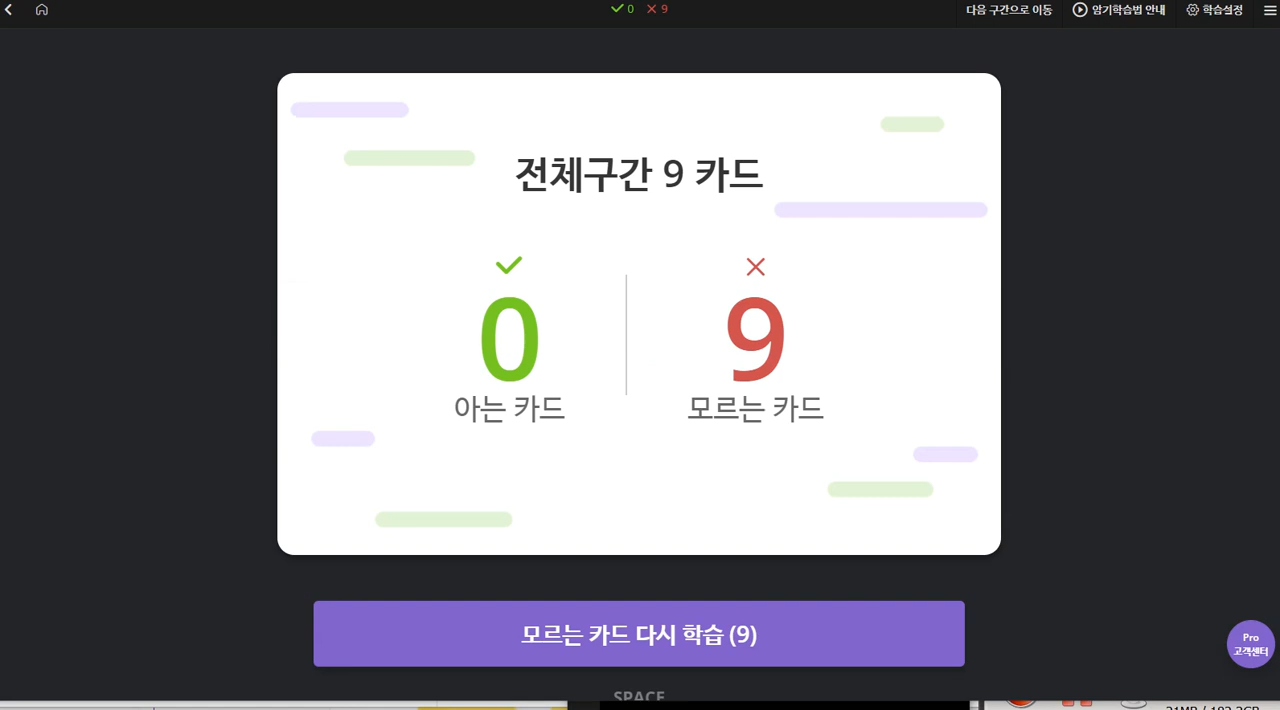 0 9 다음 구간으로 이동 암기학습법 안내 학습설정
전체구간 9 카드
0 9
아는 카드 모르는 카드
모르는 카드 다시 학습 (9)
Pro
고객센터
SPACE